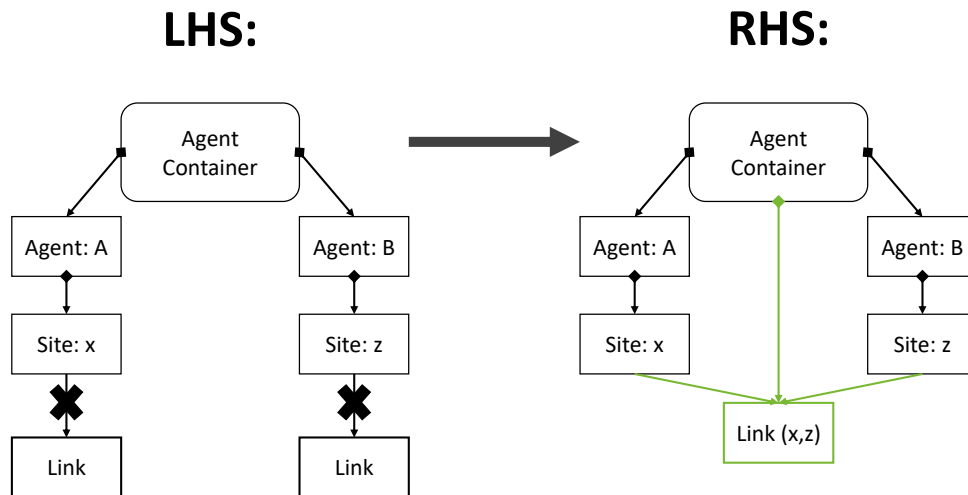 LHS:
RHS:
Agent
Container
Agent
Container
Agent: A
Agent: B
Agent: A
Agent: B
Site: x
Site: z
Site: x
Site: z
Link (x,z)
Link
Link